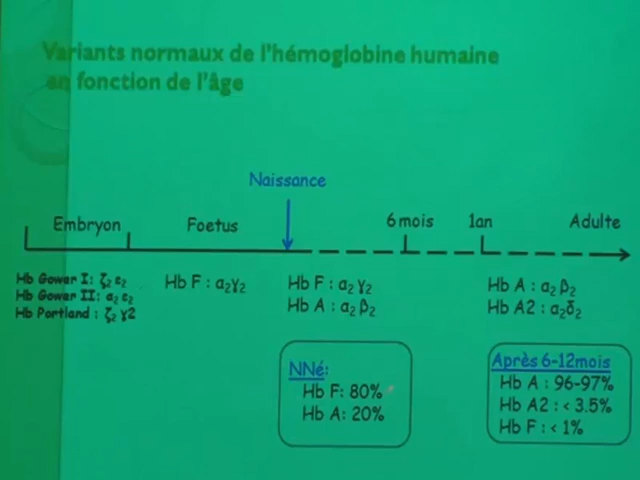 Variants normaux de l'hémoglobine humaine
en fonction de l'âge
Naissance
Embryon Foetus 6 mois 1an Adulte
Hb Gower I: ζ₂ ε₂
Hb Gower II: α₂ ε₂
Hb Portland : ζ₂ γ2
Hb F : α₂γ₂
Hb F : α₂ γ₂
Hb A : α₂ β₂
Hb A : α₂ β₂
Hb A2 : α₂δ₂
NNé:
Hb F: 80%
Hb A: 20%
Après 6-12mois
Hb A : 96-97%
Hb A2 : < 3.5%
Hb F : < 1%